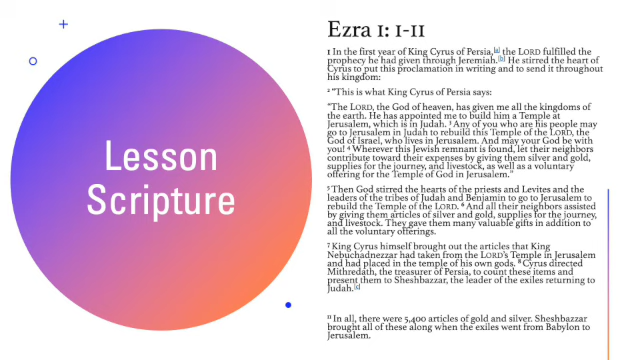 Lesson
Scripture
Ezra 1: 1-11
1 In the first year of King Cyrus of Persia,[a] the LORD fulfilled the
prophecy he had given through Jeremiah.[b] He stirred the heart of
Cyrus to put this proclamation in writing and to send it throughout
his kingdom:
2 "This is what King Cyrus of Persia says:
"The LORD, the God of heaven, has given me all the kingdoms of
the earth. He has appointed me to build him a Temple at
Jerusalem, which is in Judah. 3 Any of you who are his people may
go to Jerusalem in Judah to rebuild this Temple of the LORD, the
God of Israel, who lives in Jerusalem. And may your God be with
you! 4 Wherever this Jewish remnant is found, let their neighbors
contribute toward their expenses by giving them silver and gold,
supplies for the journey, and livestock, as well as a voluntary
offering for the Temple of God in Jerusalem."
5 Then God stirred the hearts of the priests and Levites and the
leaders of the tribes of Judah and Benjamin to go to Jerusalem to
rebuild the Temple of the LORD. 6 And all their neighbors assisted
by giving them articles of silver and gold, supplies for the journey,
and livestock. They gave them many valuable gifts in addition to
all the voluntary offerings.
7 King Cyrus himself brought out the articles that King
Nebuchadnezzar had taken from the LORD's Temple in Jerusalem
and had placed in the temple of his own gods. 8 Cyrus directed
Mithredath, the treasurer of Persia, to count these items and
present them to Sheshbazzar, the leader of the exiles returning to
Judah.[c]
11 In all, there were 5,400 articles of gold and silver. Sheshbazzar
brought all of these along when the exiles went from Babylon to
Jerusalem.